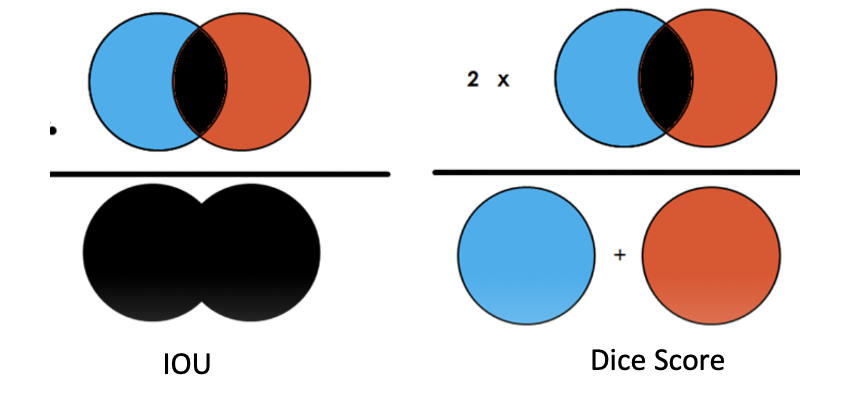 2 x
+
IOU
Dice Score